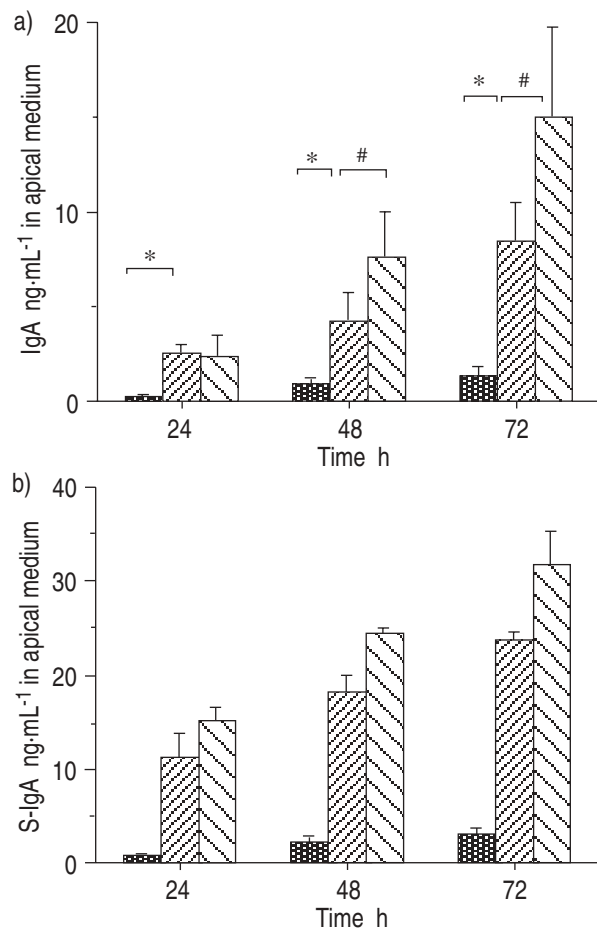 a)
IgA ng·mL⁻¹ in apical medium
20
10
0
*
* #
* #
24 48 72
Time h
b)
S-IgA ng·mL⁻¹ in apical medium
40
30
20
10
0
24 48 72
Time h